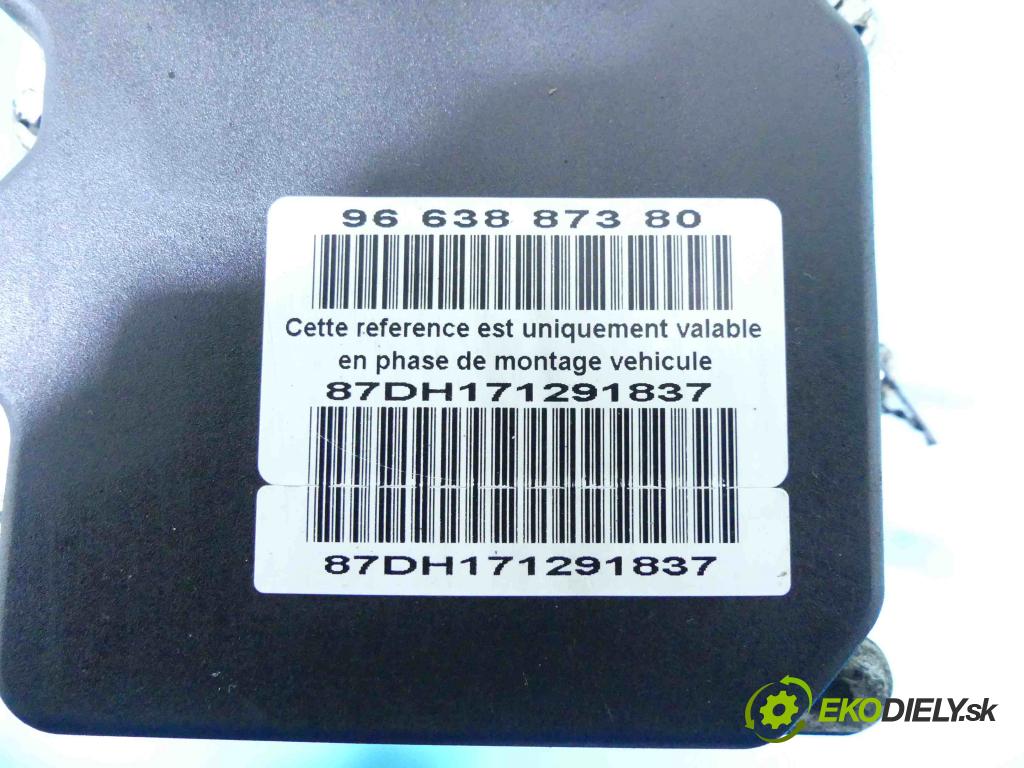 96 638 873 80
Cette reference est uniquement valable
en phase de montage vehicule
87DH171291837
87DH171291837
EKODIELY.sk